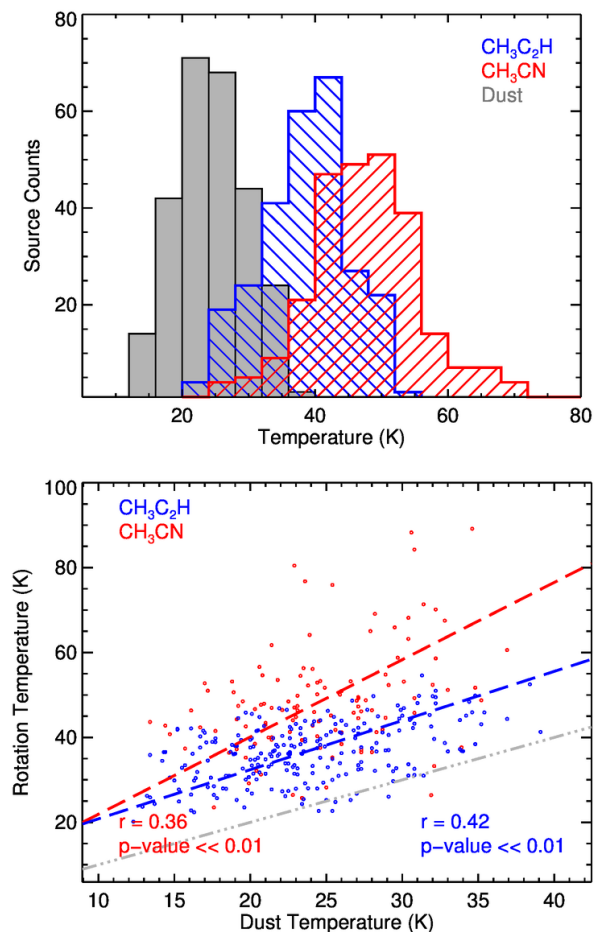 80
60
40
20
Source Counts
CH₃C₂H
CH₃CN
Dust
20 40 60 80
Temperature (K)
100
80
60
40
20
Rotation Temperature (K)
CH₃C₂H
CH₃CN
r = 0.36
p−value << 0.01
r = 0.42
p−value << 0.01
10 15 20 25 30 35 40
Dust Temperature (K)